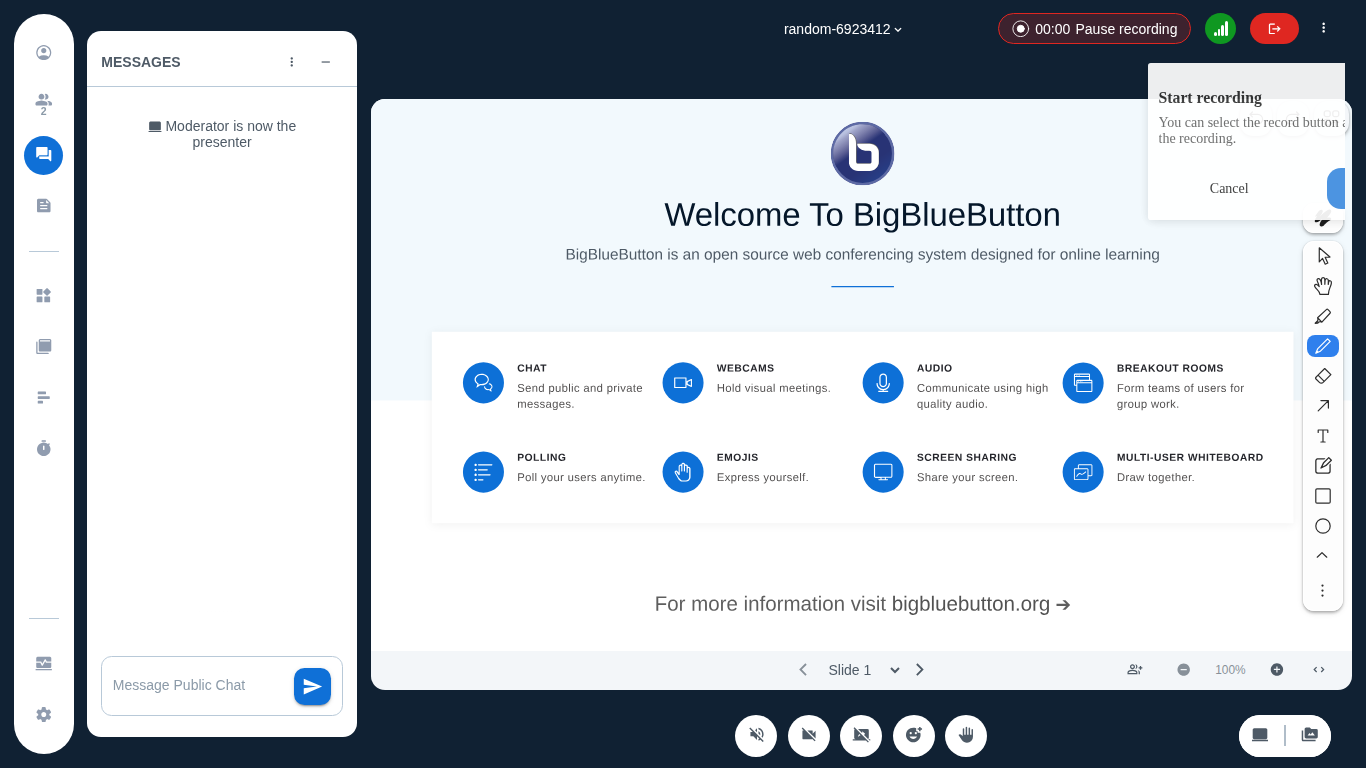 random-6923412
00:00 Pause recording
2
MESSAGES
Moderator is now the
presenter
Message Public Chat
Start recording
You can select the record button
the recording.
Cancel
Welcome To BigBlueButton
BigBlueButton is an open source web conferencing system designed for online learning
CHAT
Send public and private
messages.
WEBCAMS
Hold visual meetings.
AUDIO
Communicate using high
quality audio.
BREAKOUT ROOMS
Form teams of users for
group work.
POLLING
Poll your users anytime.
EMOJIS
Express yourself.
SCREEN SHARING
Share your screen.
MULTI-USER WHITEBOARD
Draw together.
For more information visit bigbluebutton.org ➔
Slide 1
100%